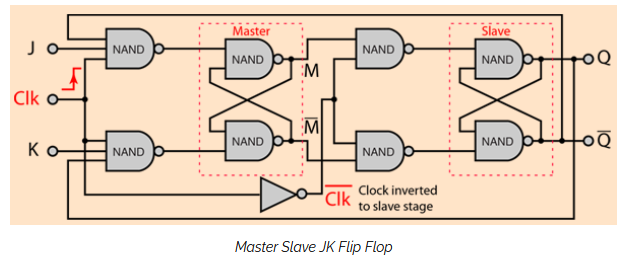 Master
Slave
J
NAND
NAND
NAND
NAND
Q
M
Clk
M̅
K
NAND
NAND
NAND
NAND
Q̅
C̅l̅k̅ Clock inverted
to slave stage
Master Slave JK Flip Flop